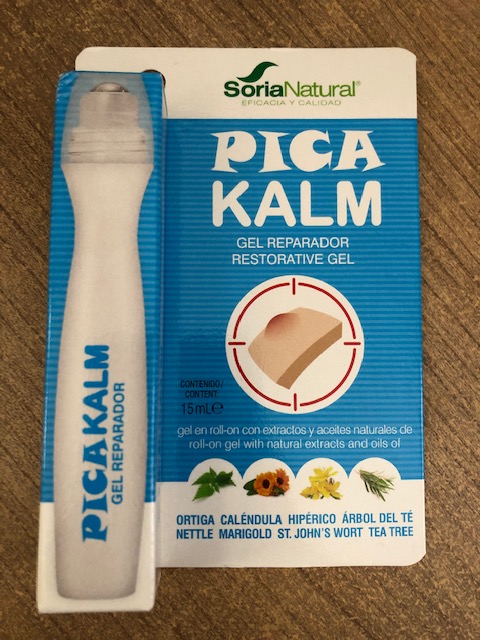 SoriaNatural®
EFICACIA Y CALIDAD
PICA
KALM
GEL REPARADOR
RESTORATIVE GEL
CONTENIDO/
CONTENT
15mL℮
gel en roll-on con extractos y aceites naturales de
roll-on gel with natural extracts and oils of
ORTIGA CALÉNDULA HIPÉRICO ÁRBOL DEL TÉ
NETTLE MARIGOLD ST. JOHN'S WORT TEA TREE
PICAKALM
GEL REPARADOR